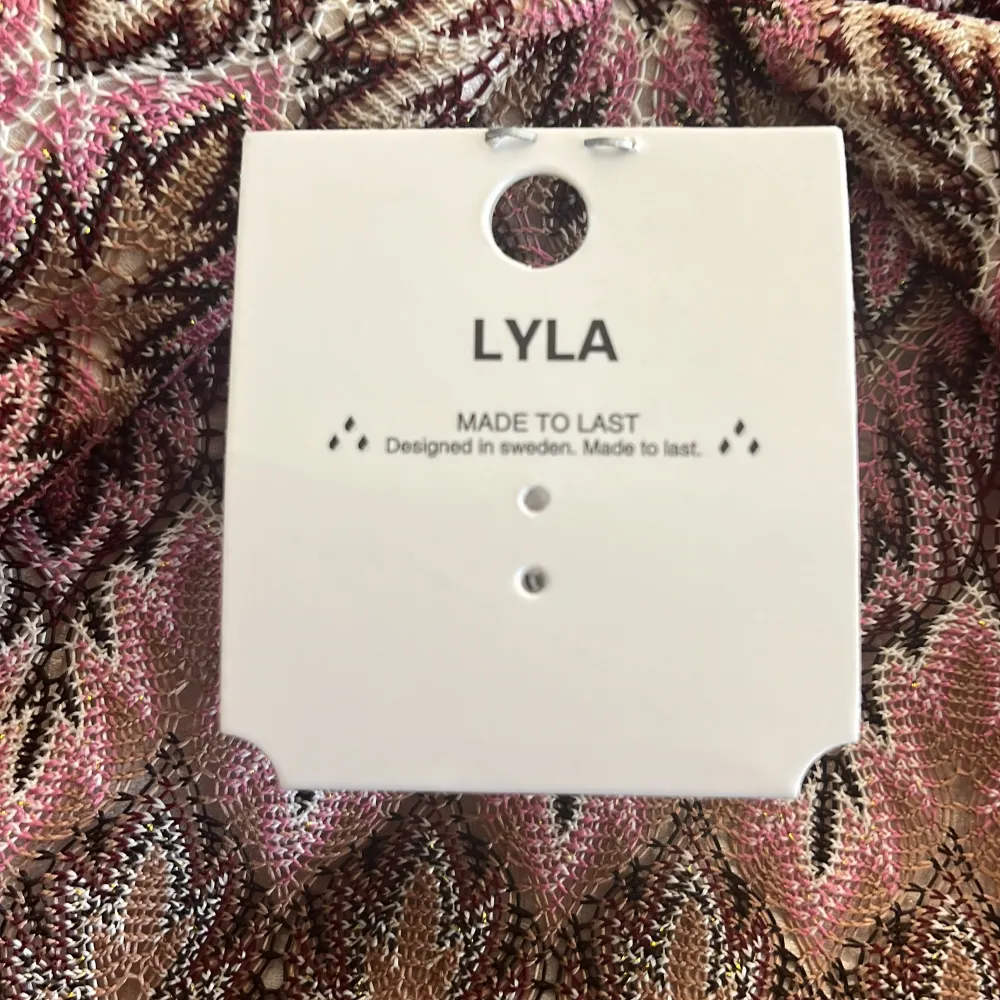 LYLA
MADE TO LAST
Designed in sweden. Made to last.